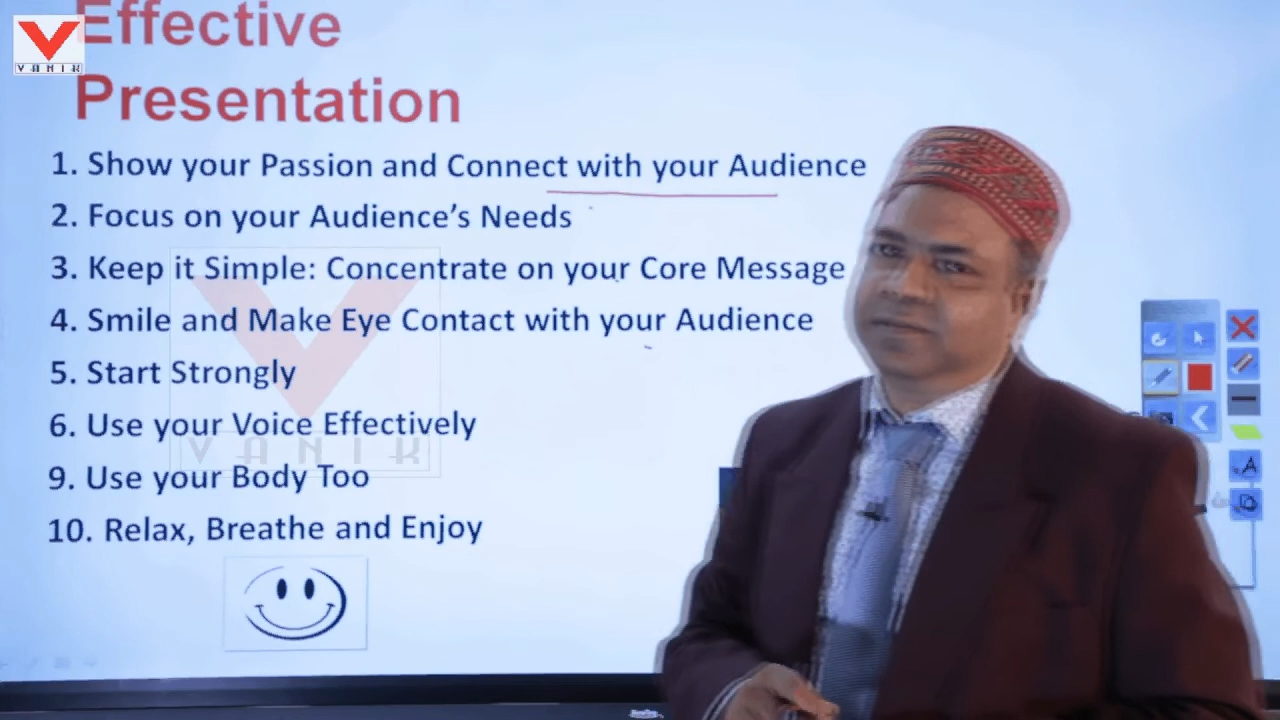 Effective
Presentation
VANIK
1. Show your Passion and Connect with your Audience
2. Focus on your Audience's Needs
3. Keep it Simple: Concentrate on your Core Message
4. Smile and Make Eye Contact with your Audience
5. Start Strongly
6. Use your Voice Effectively
VANIK
9. Use your Body Too
10. Relax, Breathe and Enjoy
A